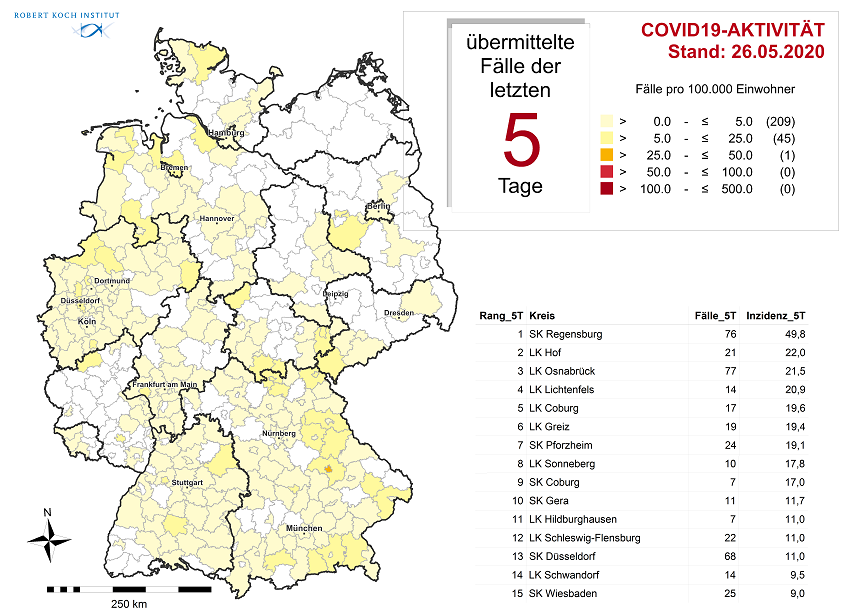 ROBERT KOCH INSTITUT
übermittelte
Fälle der
letzten
5
Tage
COVID19-AKTIVITÄT
Stand: 26.05.2020
Fälle pro 100.000 Einwohner
> 0.0 - ≤ 5.0 (209)
> 5.0 - ≤ 25.0 (45)
> 25.0 - ≤ 50.0 (1)
> 50.0 - ≤ 100.0 (0)
> 100.0 - ≤ 500.0 (0)
Hamburg
Bremen
Berlin
Hannover
Dortmund
Düsseldorf
Köln
Leipzig
Dresden
Frankfurt am Main
Nürnberg
Stuttgart
München
N
250 km
Rang_5T Kreis Fälle_5T Inzidenz_5T
1 SK Regensburg 76 49,8
2 LK Hof 21 22,0
3 LK Osnabrück 77 21,5
4 LK Lichtenfels 14 20,9
5 LK Coburg 17 19,6
6 LK Greiz 19 19,4
7 SK Pforzheim 24 19,1
8 LK Sonneberg 10 17,8
9 SK Coburg 7 17,0
10 SK Gera 11 11,7
11 LK Hildburghausen 7 11,0
12 LK Schleswig-Flensburg 22 11,0
13 SK Düsseldorf 68 11,0
14 LK Schwandorf 14 9,5
15 SK Wiesbaden 25 9,0